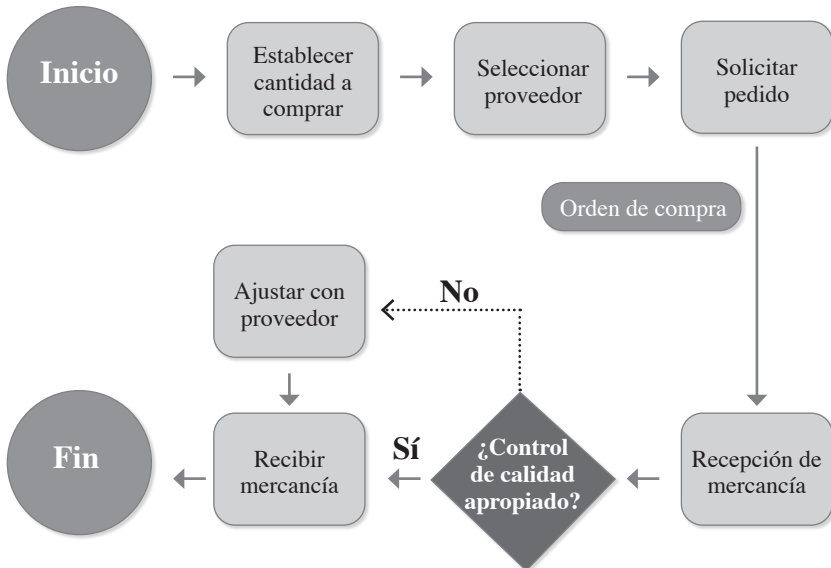 Inicio
Establecer
cantidad a
comprar
Seleccionar
proveedor
Solicitar
pedido
Orden de compra
Ajustar con
proveedor
No
Fin
Recibir
mercancía
Sí
¿Control
de calidad
apropiado?
Recepción de
mercancía